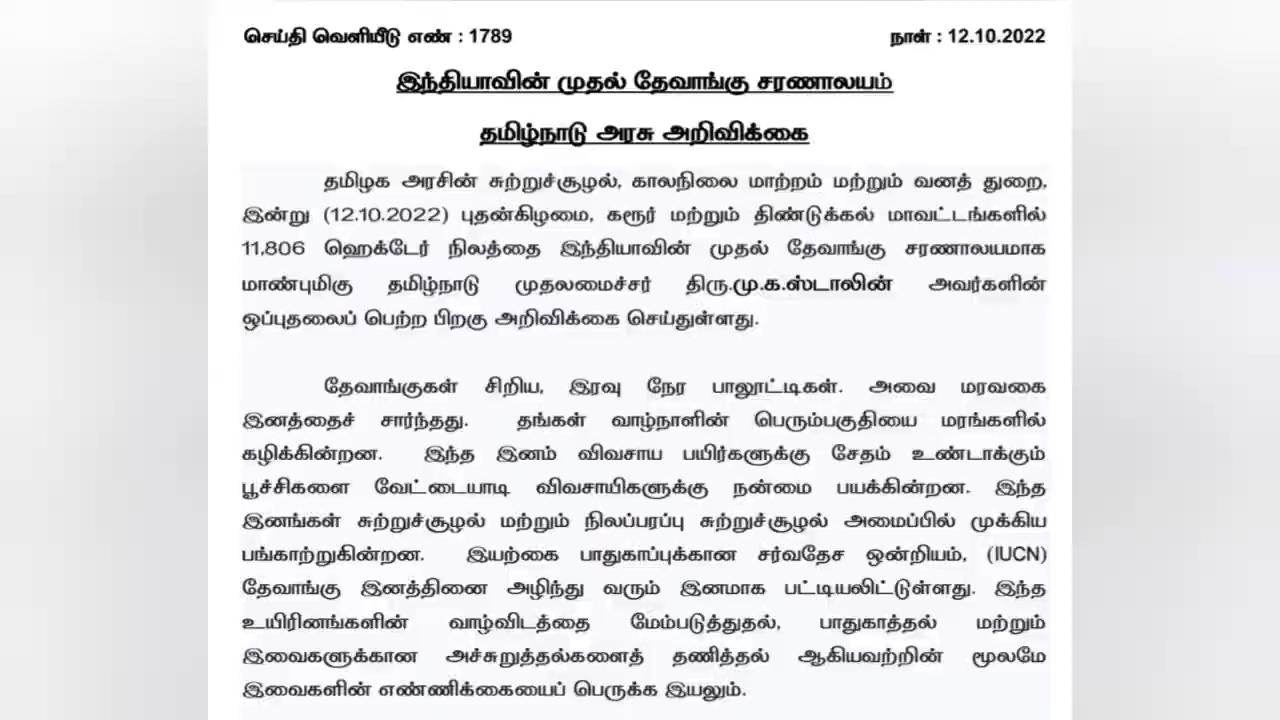 செய்தி வெளியீடு எண் : 1789 நாள் : 12.10.2022
இந்தியாவின் முதல் தேவாங்கு சரணாலயம்
தமிழ்நாடு அரசு அறிவிக்கை
தமிழக அரசின் சுற்றுச்சூழல், காலநிலை மாற்றம் மற்றும் வனத் துறை,
இன்று (12.10.2022) புதன்கிழமை, கரூர் மற்றும் திண்டுக்கல் மாவட்டங்களில்
11,806 ஹெக்டேர் நிலத்தை இந்தியாவின் முதல் தேவாங்கு சரணாலயமாக
மாண்புமிகு தமிழ்நாடு முதலமைச்சர் திரு.மு.க.ஸ்டாலின் அவர்களின்
ஒப்புதலைப் பெற்ற பிறகு அறிவிக்கை செய்துள்ளது.
தேவாங்குகள் சிறிய, இரவு நேர பாலூட்டிகள். அவை மரவகை
இனத்தைச் சார்ந்தது. தங்கள் வாழ்நாளின் பெரும்பகுதியை மரங்களில்
கழிக்கின்றன. இந்த இனம் விவசாய பயிர்களுக்கு சேதம் உண்டாக்கும்
பூச்சிகளை வேட்டையாடி விவசாயிகளுக்கு நன்மை பயக்கின்றன. இந்த
இனங்கள் சுற்றுச்சூழல் மற்றும் நிலப்பரப்பு சுற்றுச்சூழல் அமைப்பில் முக்கிய
பங்காற்றுகின்றன. இயற்கை பாதுகாப்புக்கான சர்வதேச ஒன்றியம், (IUCN)
தேவாங்கு இனத்தினை அழிந்து வரும் இனமாக பட்டியலிட்டுள்ளது. இந்த
உயிரினங்களின் வாழ்விடத்தை மேம்படுத்துதல், பாதுகாத்தல் மற்றும்
இவைகளுக்கான அச்சுறுத்தல்களைத் தணித்தல் ஆகியவற்றின் மூலமே
இவைகளின் எண்ணிக்கையைப் பெருக்க இயலும்.